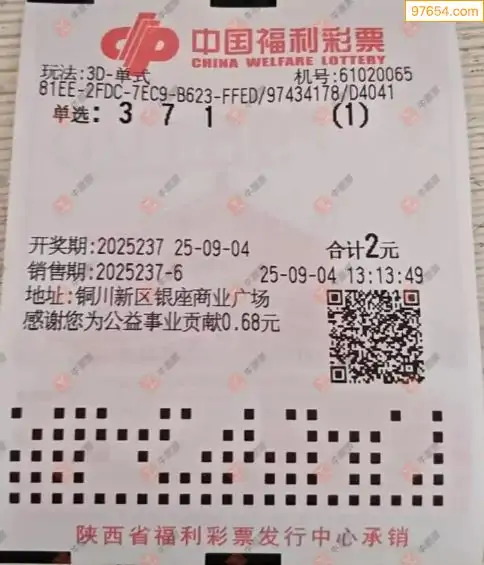 97654.com
中国福利彩票
CHINA WELFARE LOTTERY
玩法:3D-单式 机号:61020065
81EE-2FDC-7EC9-B623-FFED/97434178/D4041
单选: 3 7 1 (1)
开奖期:2025237 25-09-04 合计2元
销售期:2025237-6 25-09-04 13:13:49
地址:铜川新区银座商业广场
感谢您为公益事业贡献0.68元
陕西省福利彩票发行中心承销